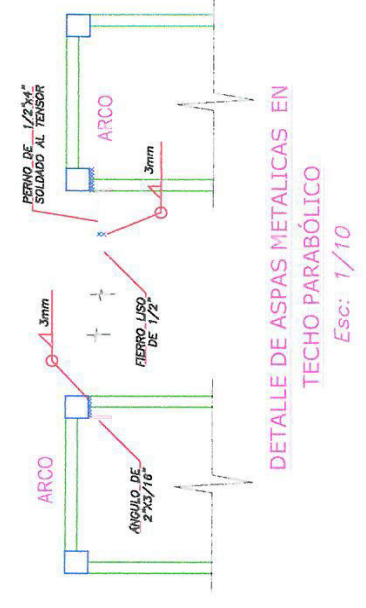 PERNO DE 1/2"X4"
SOLDADO AL TENSOR
ARCO
3mm
3mm
FIERRO LISO
DE 1/2"
ARCO
ÁNGULO DE
2"X3/16"
DETALLE DE ASPAS METALICAS EN
TECHO PARABÓLICO
Esc: 1/10